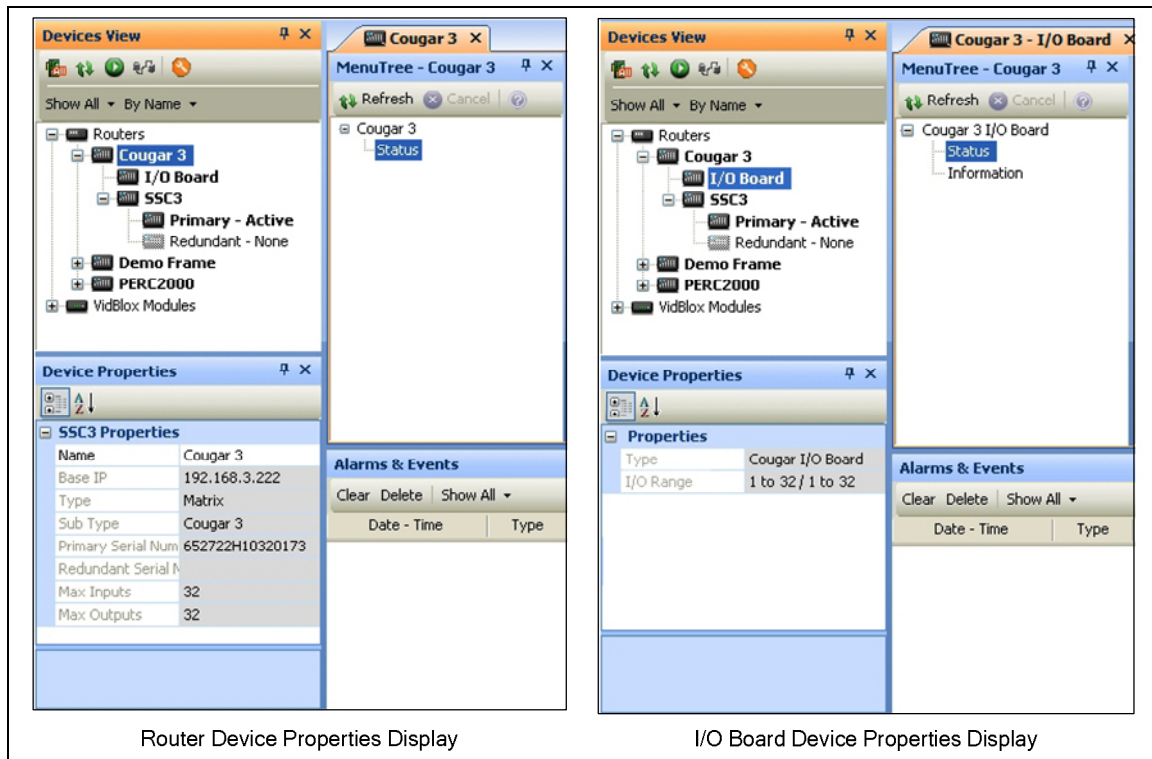 Devices View
Show All By Name
Routers
Cougar 3
I/O Board
SSC3
Primary - Active
Redundant - None
Demo Frame
PERC2000
VidBlox Modules
Device Properties
SSC3 Properties
Name Cougar 3
Base IP 192.168.3.222
Type Matrix
Sub Type Cougar 3
Primary Serial Num 652722H10320173
Redundant Serial N
Max Inputs 32
Max Outputs 32
Cougar 3 X
MenuTree - Cougar 3
Refresh Cancel
Cougar 3
Status
Alarms & Events
Clear Delete Show All
Date - Time Type
Router Device Properties Display
Devices View
Show All By Name
Routers
Cougar 3
I/O Board
SSC3
Primary - Active
Redundant - None
Demo Frame
PERC2000
VidBlox Modules
Device Properties
Properties
Type Cougar I/O Board
I/O Range 1 to 32 / 1 to 32
Cougar 3 - I/O Board X
MenuTree - Cougar 3
Refresh Cancel
Cougar 3 I/O Board
Status
Information
Alarms & Events
Clear Delete Show All
Date - Time Type
I/O Board Device Properties Display